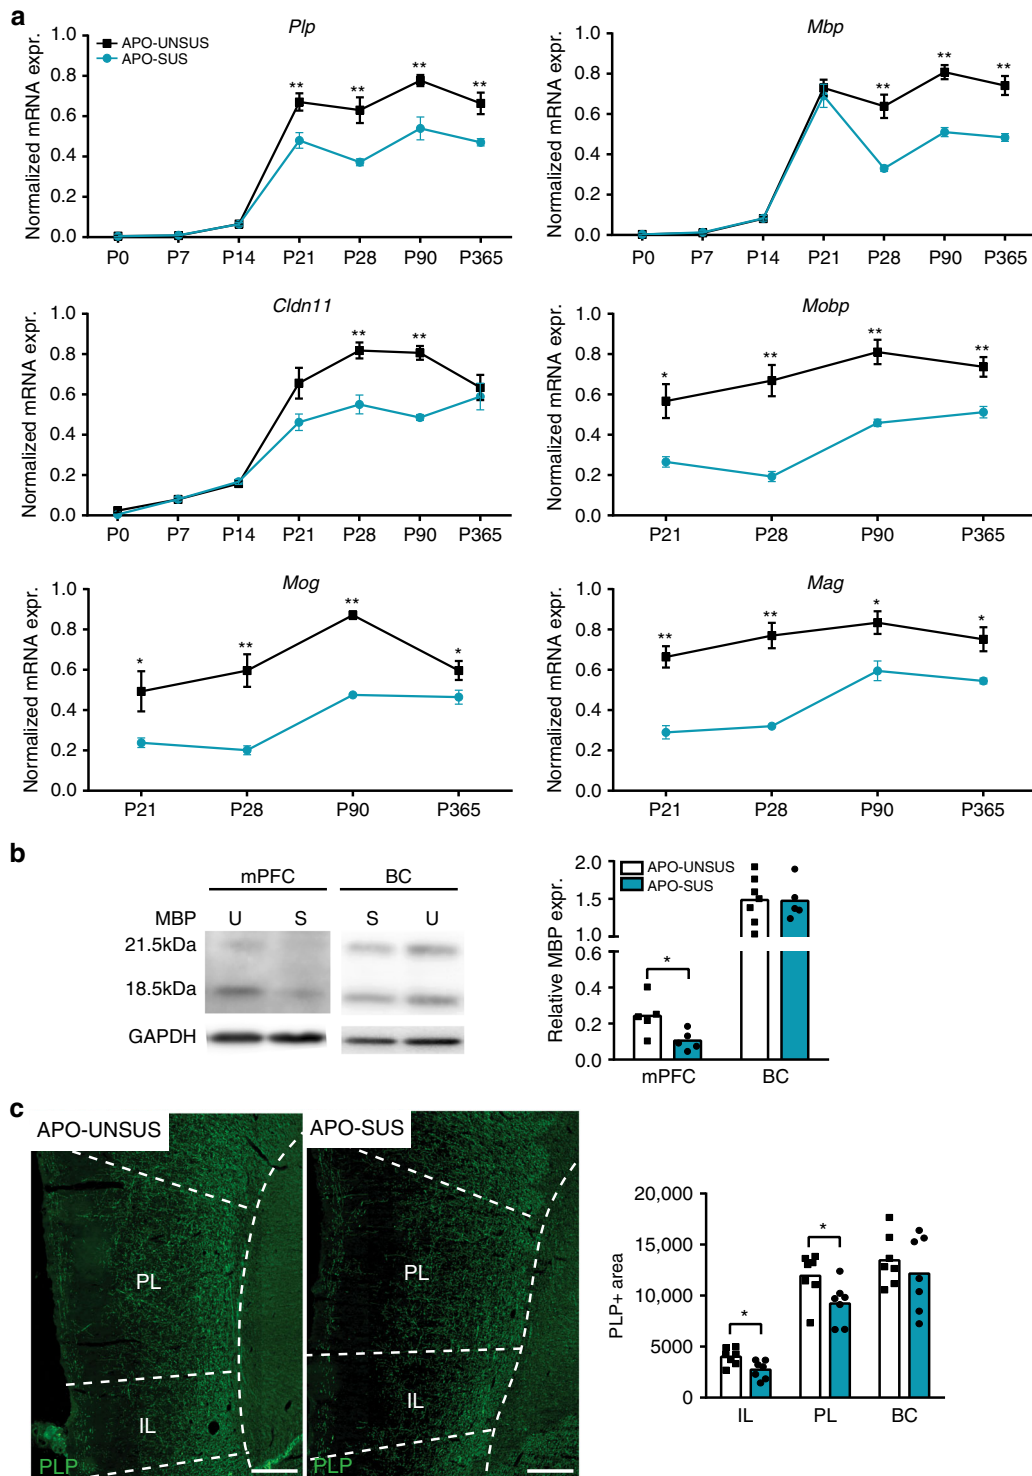 a
Plp
Normalized mRNA expr.
1.0
0.8
0.6
0.4
0.2
0.0
APO-UNSUS
APO-SUS
** ** ** **
P0 P7 P14 P21 P28 P90 P365
Mbp
Normalized mRNA expr.
1.0
0.8
0.6
0.4
0.2
0.0
** ** **
P0 P7 P14 P21 P28 P90 P365
Cldn11
Normalized mRNA expr.
1.0
0.8
0.6
0.4
0.2
0.0
** **
P0 P7 P14 P21 P28 P90 P365
Mobp
Normalized mRNA expr.
1.0
0.8
0.6
0.4
0.2
0.0
* ** ** **
P21 P28 P90 P365
Mog
Normalized mRNA expr.
1.0
0.8
0.6
0.4
0.2
0.0
* ** ** *
P21 P28 P90 P365
Mag
Normalized mRNA expr.
1.0
0.8
0.6
0.4
0.2
0.0
** ** * *
P21 P28 P90 P365
b
mPFC BC
MBP U S S U
21.5kDa
18.5kDa
GAPDH
Relative MBP expr.
2.0
1.5
1.0
0.6
0.4
0.2
0.0
APO-UNSUS
APO-SUS
*
mPFC BC
c
APO-UNSUS
PL
IL
PLP
APO-SUS
PL
IL
PLP
PLP+ area
20,000
15,000
10,000
5000
0
* *
IL PL BC